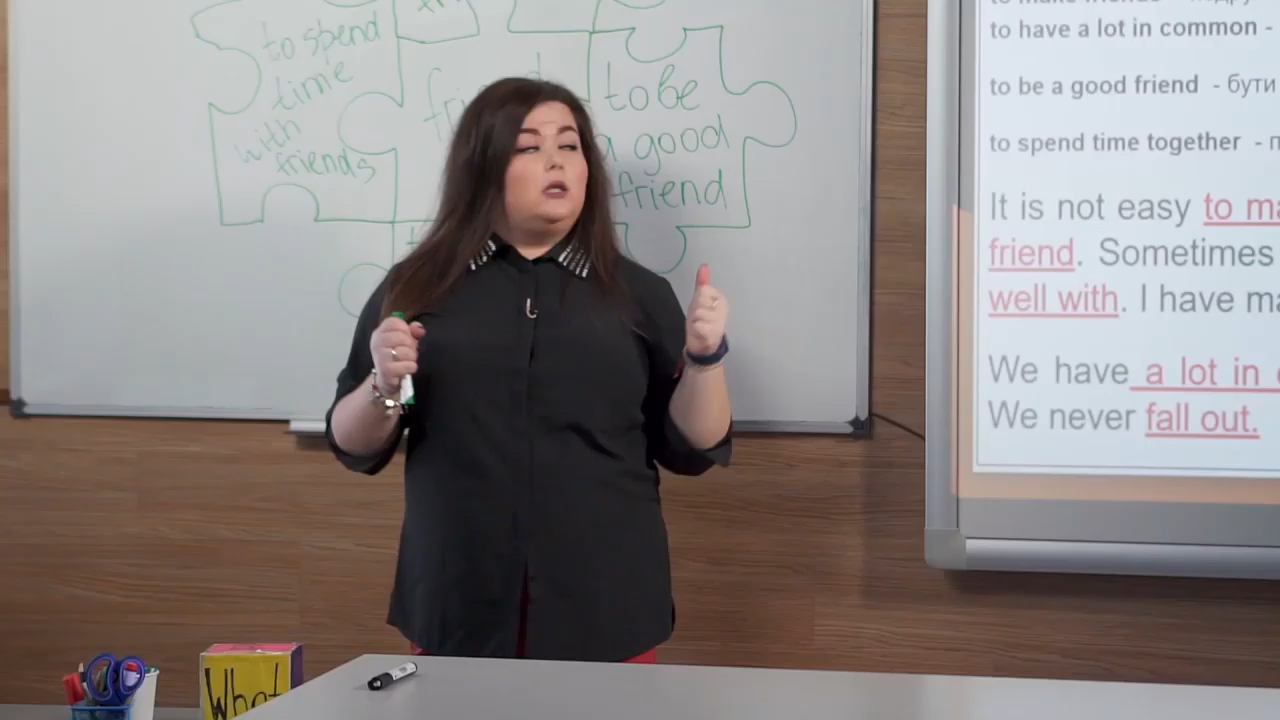 to spend
time
with
friends
to be
a good
friend
to have a lot in common -
to be a good friend - бути
to spend time together -
It is not easy to
friend. Sometimes
well with. I have
We have a lot in
We never fall out.
What